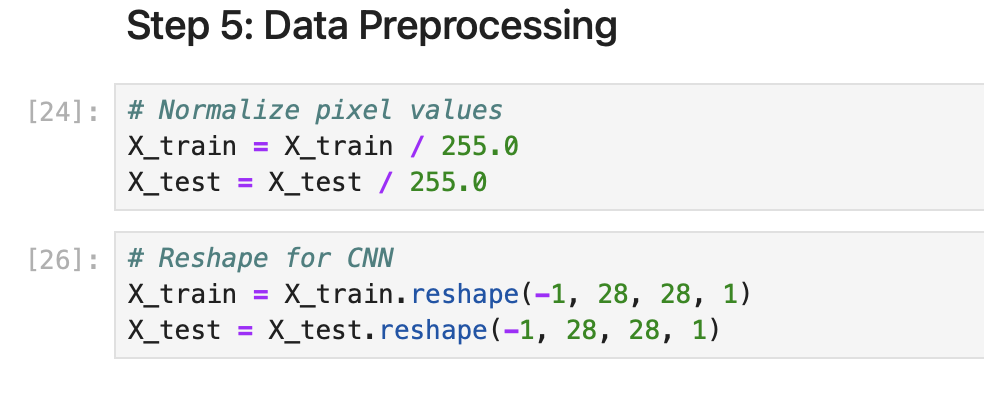 Step 5: Data Preprocessing
[24]:
# Normalize pixel values
X_train = X_train / 255.0
X_test = X_test / 255.0
[26]:
# Reshape for CNN
X_train = X_train.reshape(-1, 28, 28, 1)
X_test = X_test.reshape(-1, 28, 28, 1)